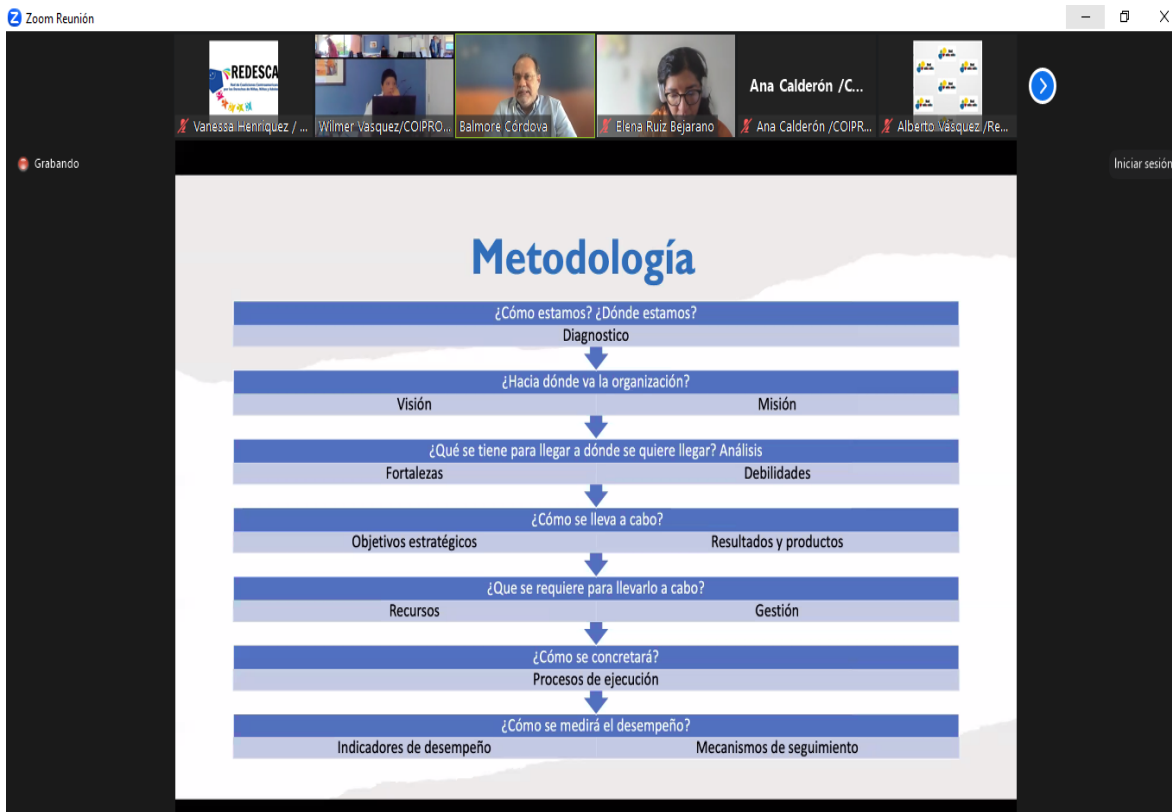 Zoom Reunión
REDESCA
Ana Calderón /C...
Vanessa Henriquez / ...
Wilmer Vasquez/COIPRO...
Balmore Córdova
Elena Ruiz Bejarano
Ana Calderón /COIPR...
Alberto Vásquez /Re...
Grabando
Iniciar sesión
Metodología
¿Cómo estamos? ¿Dónde estamos?
Diagnostico
¿Hacia dónde va la organización?
Visión Misión
¿Qué se tiene para llegar a dónde se quiere llegar? Análisis
Fortalezas Debilidades
¿Cómo se lleva a cabo?
Objetivos estratégicos Resultados y productos
¿Que se requiere para llevarlo a cabo?
Recursos Gestión
¿Cómo se concretará?
Procesos de ejecución
¿Cómo se medirá el desempeño?
Indicadores de desempeño Mecanismos de seguimiento